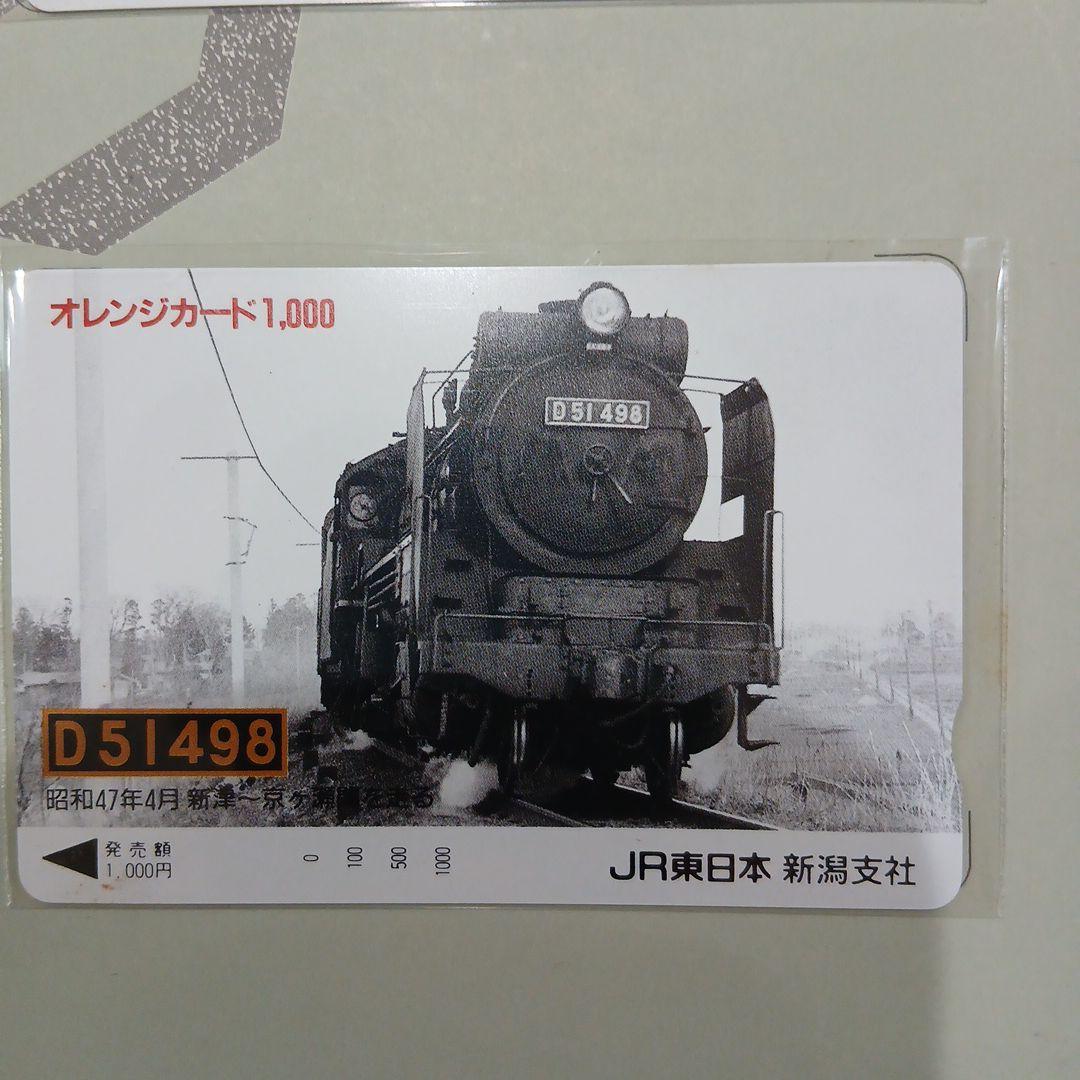 オレンジカード1,000
D51 498
D51498
昭和47年4月 新津〜京ヶ瀬間を走る
発売額
1,000円
0 100 500 1000
JR東日本 新潟支社